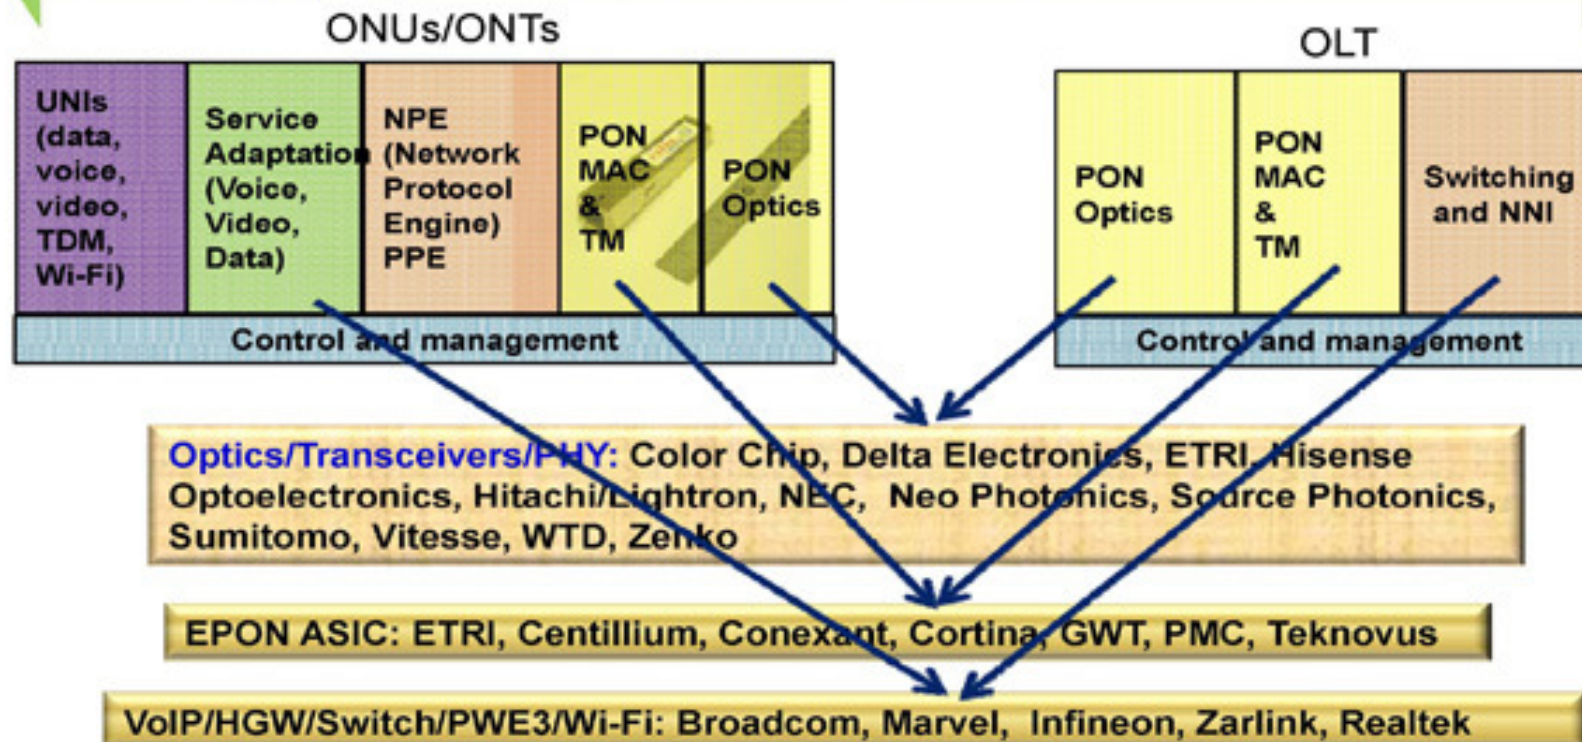 ONUs/ONTs
UNIs
(data,
voice,
video,
TDM,
Wi-Fi)
Service
Adaptation
(Voice,
Video,
Data)
NPE
(Network
Protocol
Engine)
PPE
PON
MAC
&
TM
PON
Optics
Control and management
OLT
PON
Optics
PON
MAC
&
TM
Switching
and NNI
Control and management
Optics/Transceivers/PHY: Color Chip, Delta Electronics, ETRI, Hisense
Optoelectronics, Hitachi/Lightron, NEC, Neo Photonics, Source Photonics,
Sumitomo, Vitesse, WTD, Zenko
EPON ASIC: ETRI, Centillium, Conexant, Cortina, GWT, PMC, Teknovus
VoIP/HGW/Switch/PWE3/Wi-Fi: Broadcom, Marvel, Infineon, Zarlink, Realtek